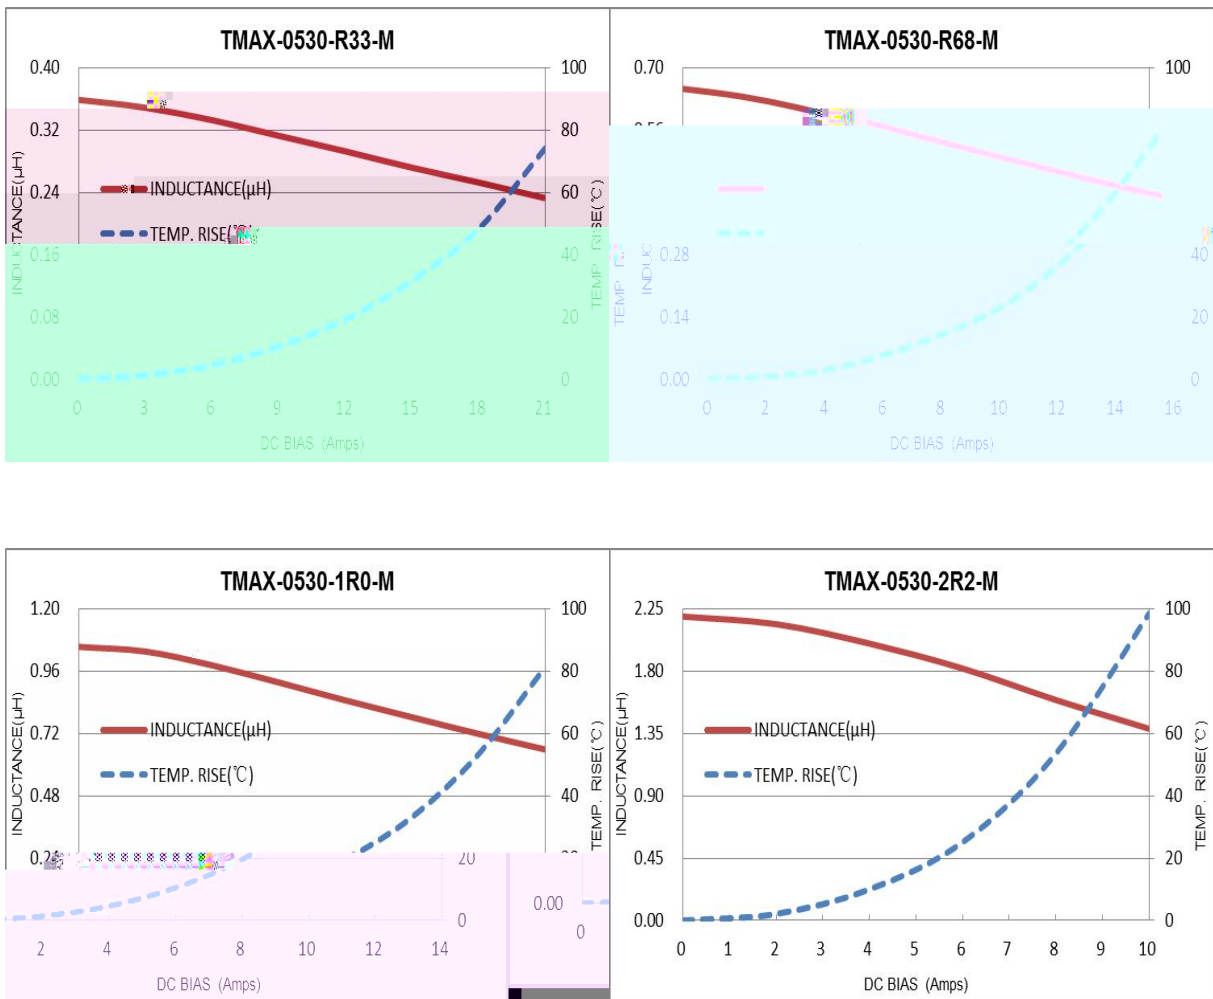 TMAX-0530-R33-M
0.40
0.32
0.24
0.16
0.08
0.00
100
80
60
40
20
0
INDUCTANCE(μH)
TEMP. RISE(℃)
INDUCTANCE(μH)
TEMP. RISE(℃)
0 3 6 9 12 15 18 21
DC BIAS (Amps)
TMAX-0530-R68-M
0.70
0.28
0.14
0.00
100
40
20
0
0 2 4 6 8 10 12 14 16
DC BIAS (Amps)
TMAX-0530-1R0-M
1.20
0.96
0.72
0.48
100
80
60
40
20
0
INDUCTANCE(μH)
TEMP. RISE(℃)
INDUCTANCE(μH)
TEMP. RISE(℃)
2 4 6 8 10 12 14
DC BIAS (Amps)
0.00
0
TMAX-0530-2R2-M
2.25
1.80
1.35
0.90
0.45
0.00
100
80
60
40
20
0
INDUCTANCE(μH)
TEMP. RISE(℃)
INDUCTANCE(μH)
TEMP. RISE(℃)
0 1 2 3 4 5 6 7 8 9 10
DC BIAS (Amps)